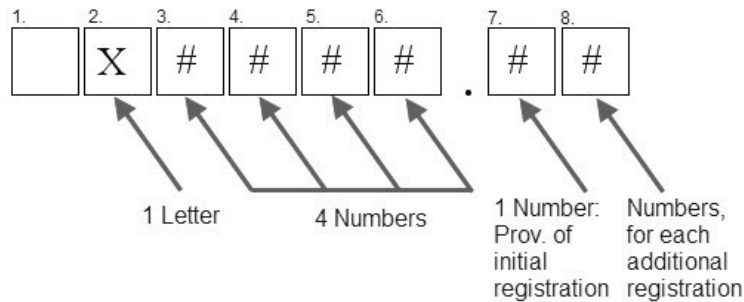 1. 2. 3. 4. 5. 6. 7. 8.
X # # # # . # #
1 Letter
4 Numbers
1 Number:
Prov. of
initial
registration
Numbers,
for each
additional
registration